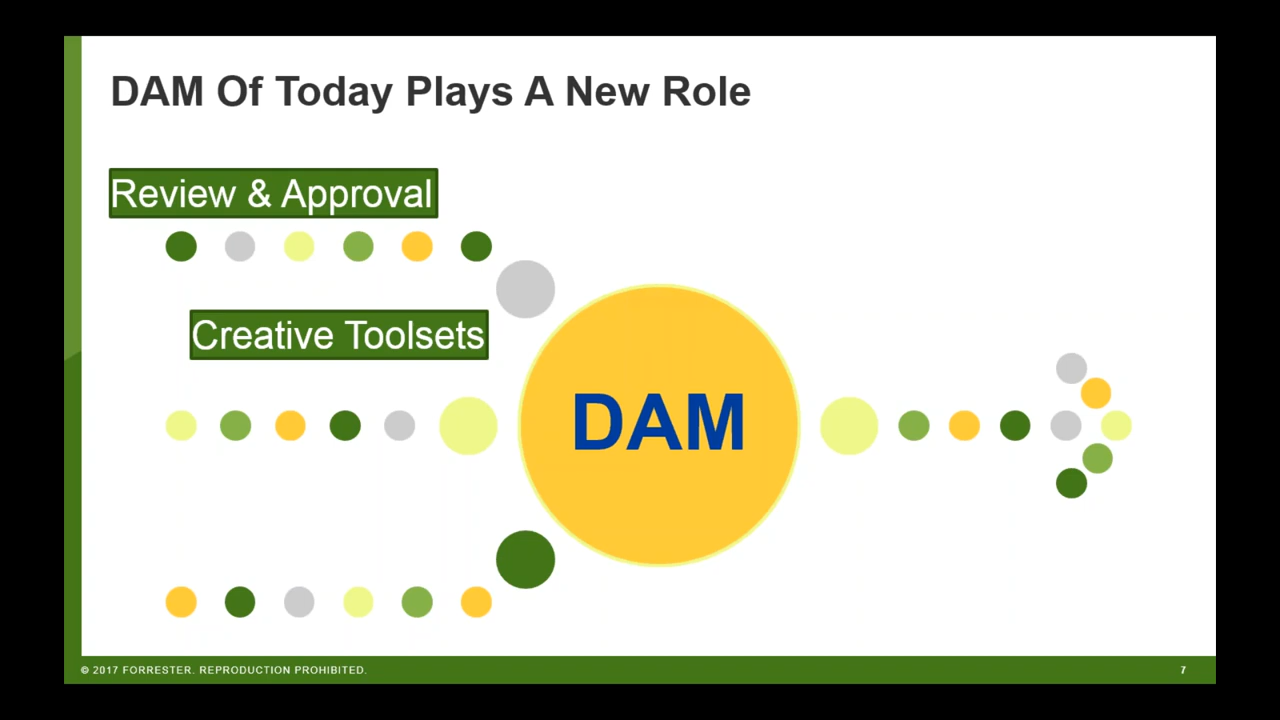 DAM Of Today Plays A New Role
Review & Approval
Creative Toolsets
DAM
© 2017 FORRESTER. REPRODUCTION PROHIBITED.
7